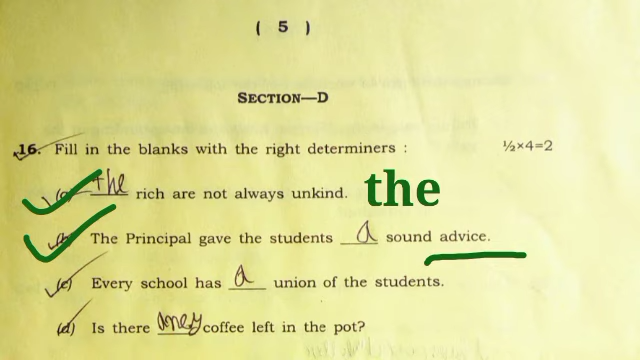 ( 5 )
SECTION—D
16. Fill in the blanks with the right determiners : ½×4=2
(a) the rich are not always unkind. the
(b) The Principal gave the students a sound advice.
(c) Every school has a union of the students.
(d) Is there any coffee left in the pot?